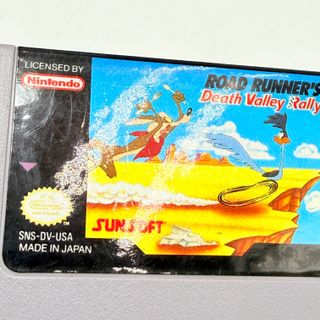 LICENSED BY
Nintendo
ROAD RUNNER'S
Death Valley Rally
SUNSOFT
SNS-DV-USA
MADE IN JAPAN